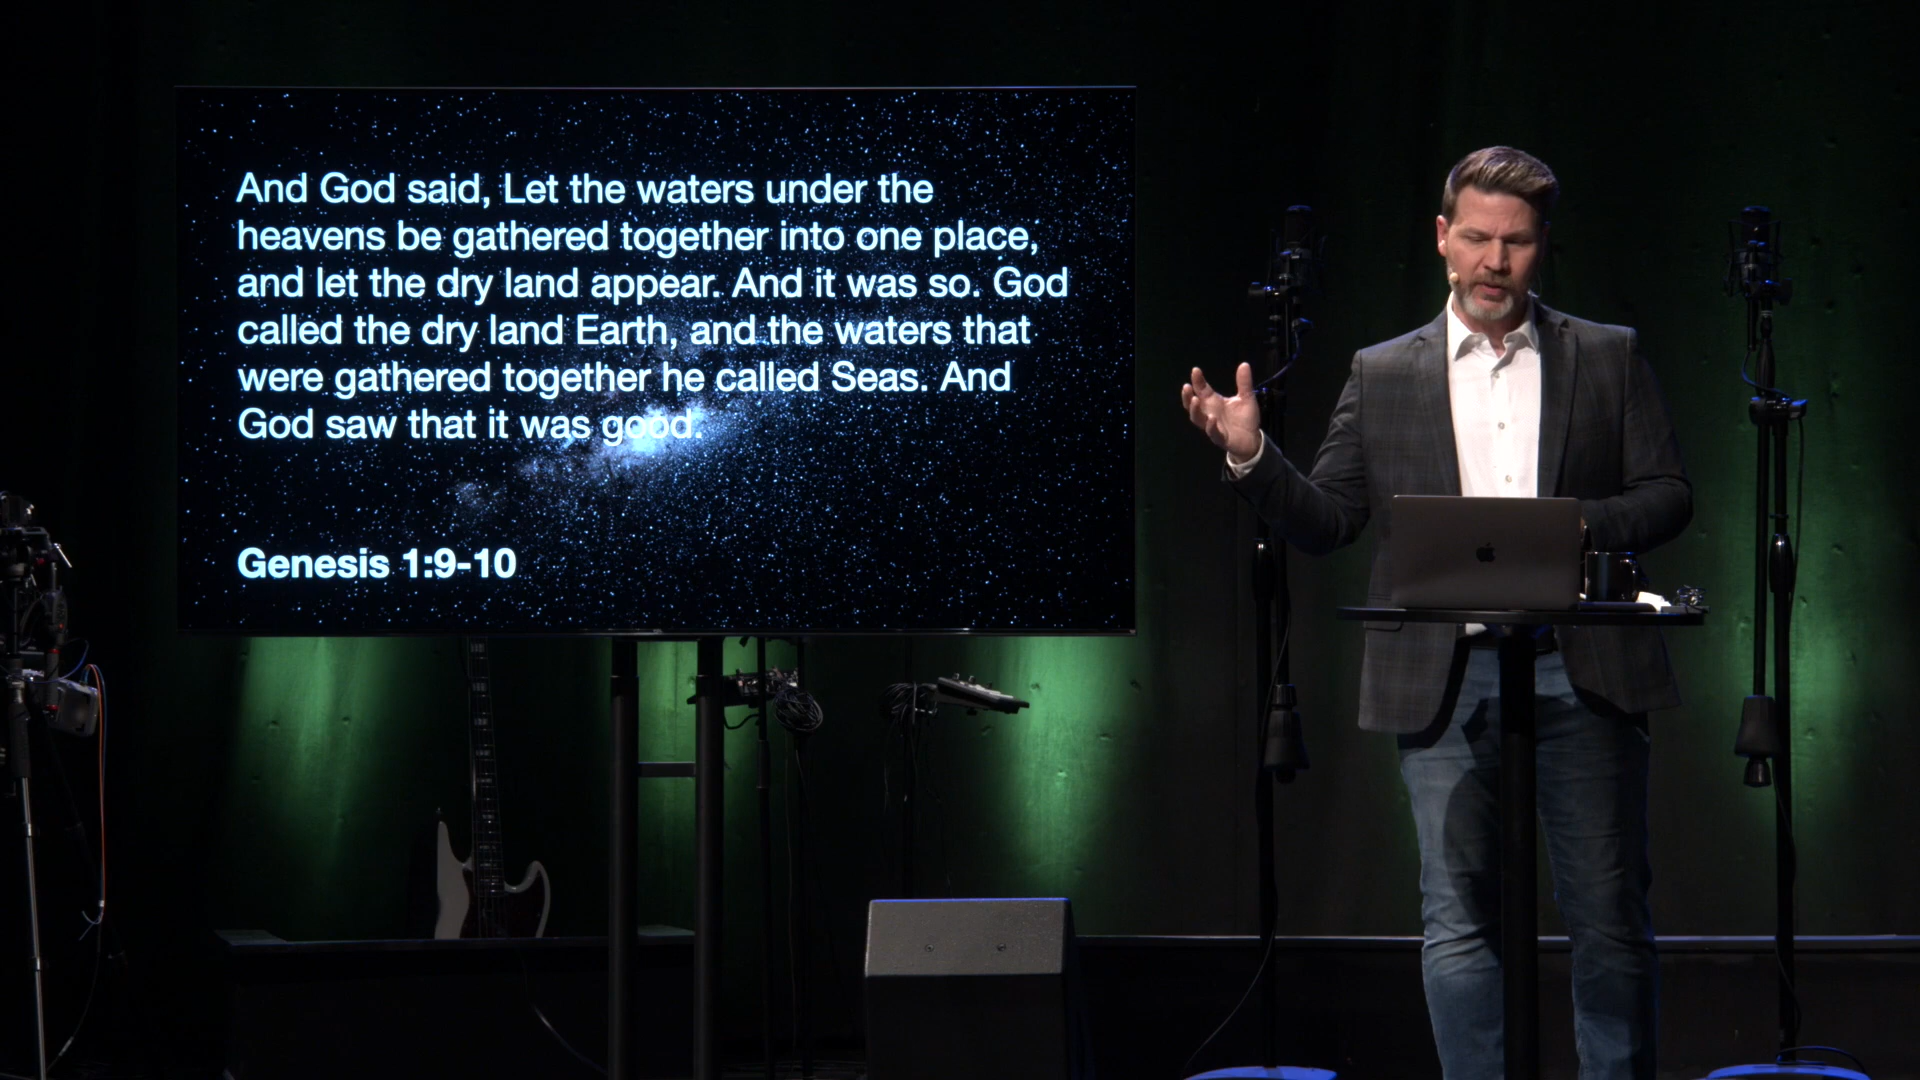 And God said, Let the waters under the
heavens be gathered together into one place,
and let the dry land appear. And it was so. God
called the dry land Earth, and the waters that
were gathered together he called Seas. And
God saw that it was good.
Genesis 1:9-10